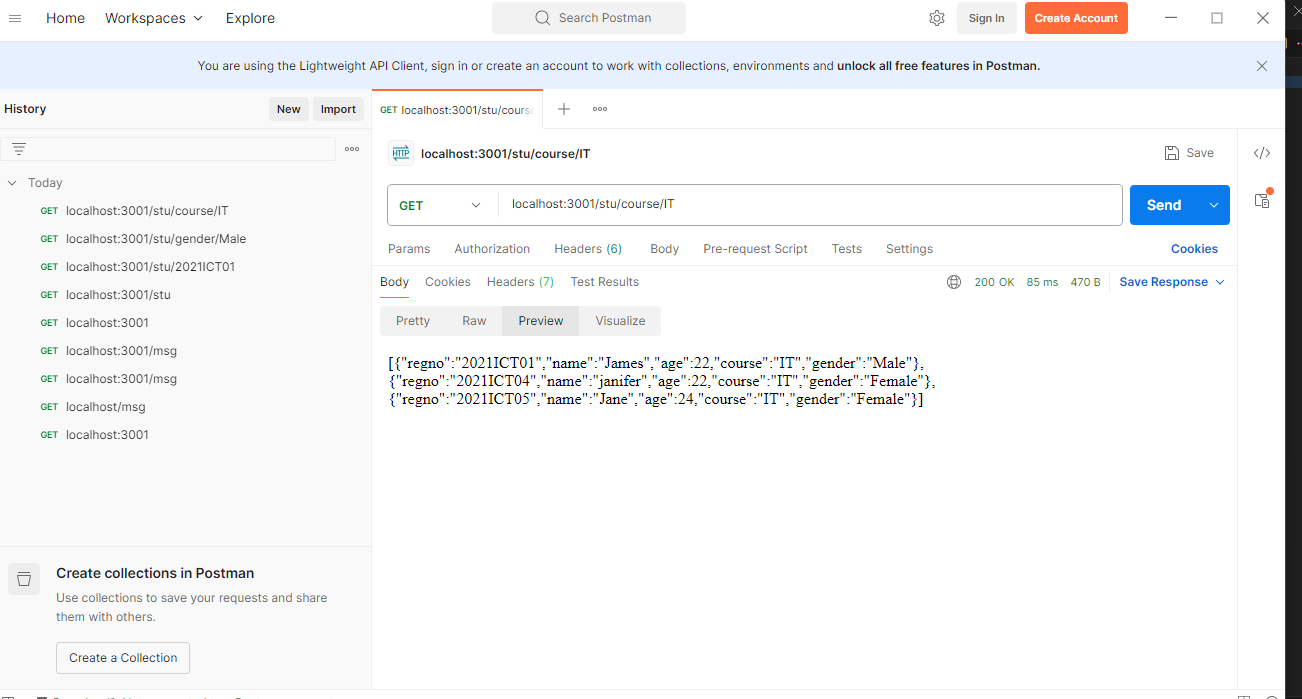 Home Workspaces Explore Search Postman Sign In Create Account
You are using the Lightweight API Client, sign in or create an account to work with collections, environments and unlock all free features in Postman.
History New Import
GET localhost:3001/stu/course
HTTP localhost:3001/stu/course/IT Save
Today
GET localhost:3001/stu/course/IT
GET localhost:3001/stu/gender/Male
GET localhost:3001/stu/2021ICT01
GET localhost:3001/stu
GET localhost:3001
GET localhost:3001/msg
GET localhost:3001/msg
GET localhost/msg
GET localhost:3001
GET localhost:3001/stu/course/IT Send
Params Authorization Headers (6) Body Pre-request Script Tests Settings Cookies
Body Cookies Headers (7) Test Results 200 OK 85 ms 470 B Save Response
Pretty Raw Preview Visualize
[{"regno":"2021ICT01","name":"James","age":22,"course":"IT","gender":"Male"},
{"regno":"2021ICT04","name":"janifer","age":22,"course":"IT","gender":"Female"},
{"regno":"2021ICT05","name":"Jane","age":24,"course":"IT","gender":"Female"}]
Create collections in Postman
Use collections to save your requests and share
them with others.
Create a Collection